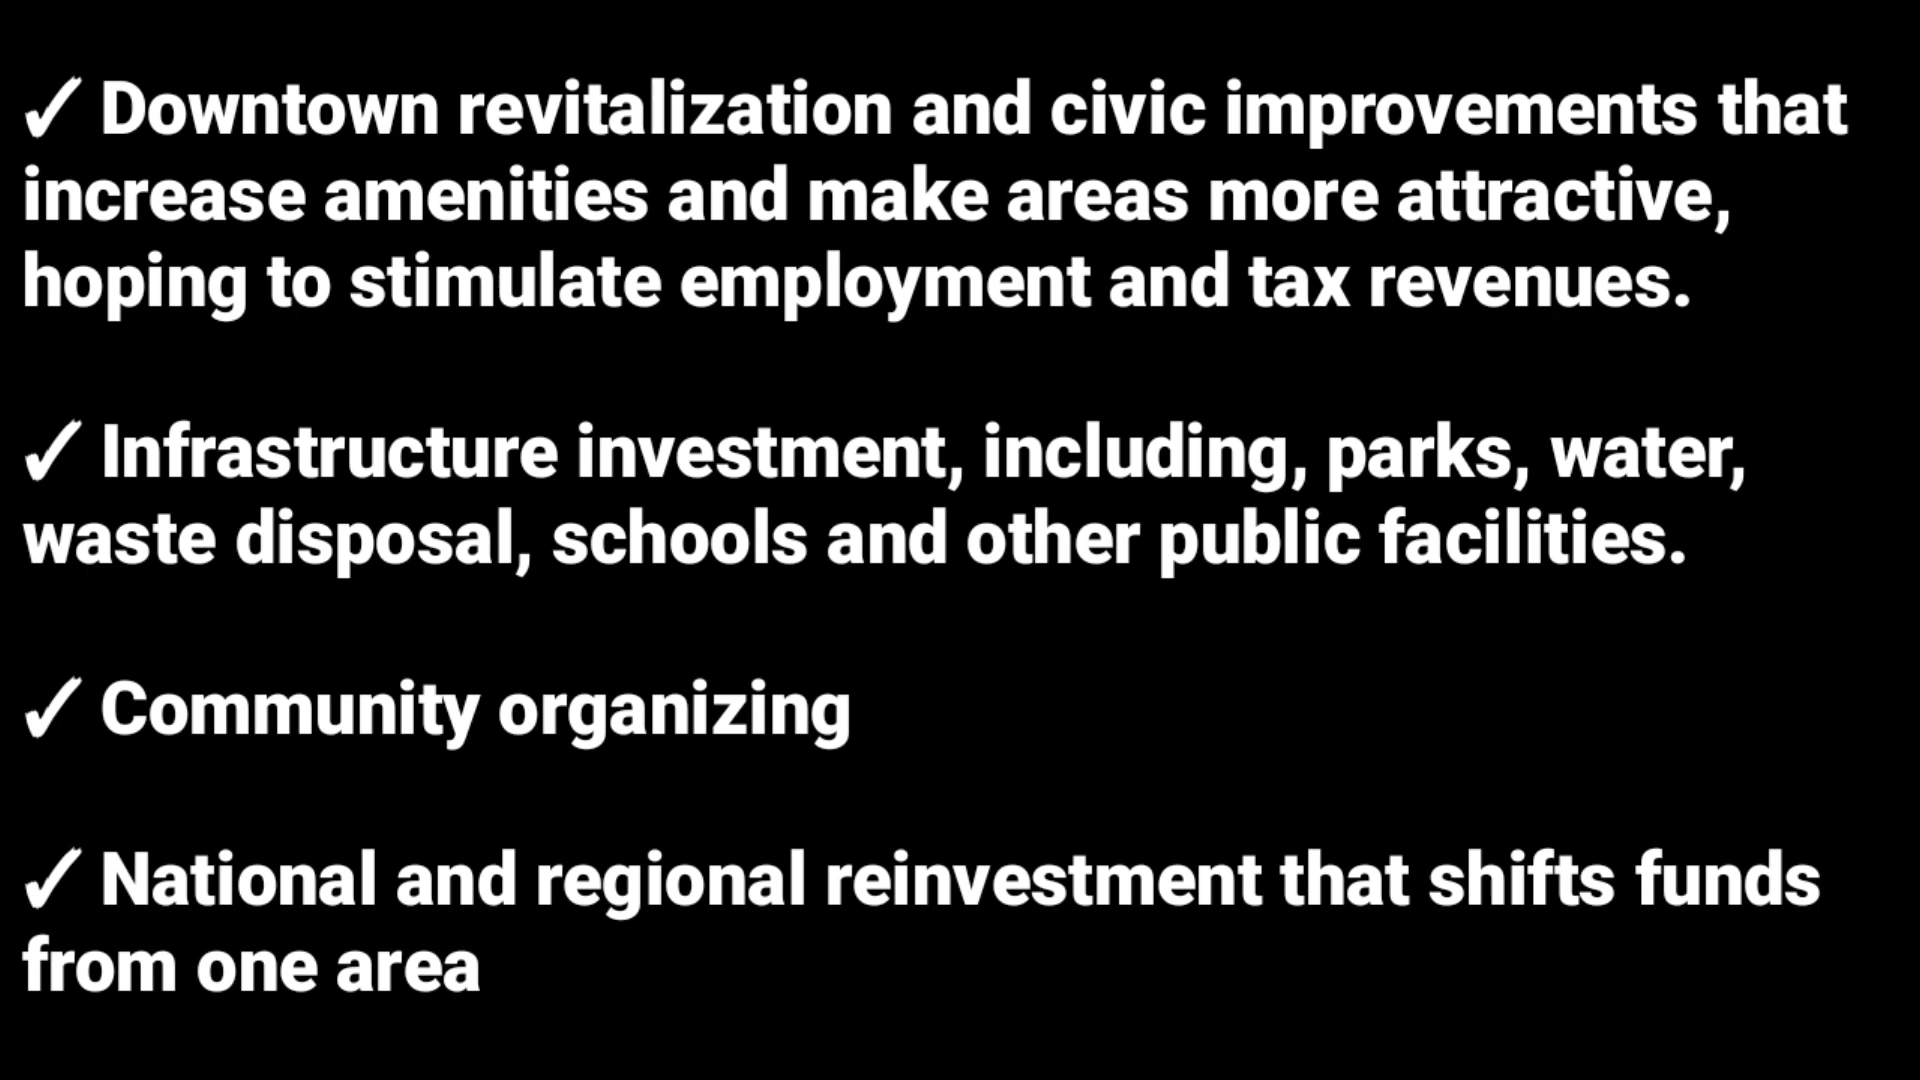 ✓ Downtown revitalization and civic improvements that
increase amenities and make areas more attractive,
hoping to stimulate employment and tax revenues.
✓ Infrastructure investment, including, parks, water,
waste disposal, schools and other public facilities.
✓ Community organizing
✓ National and regional reinvestment that shifts funds
from one area